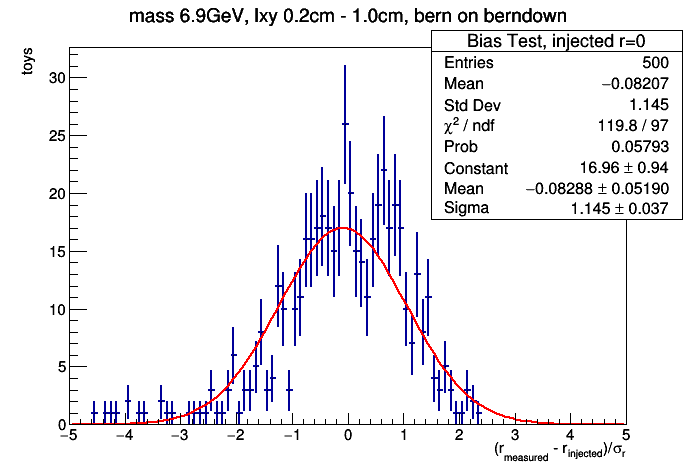 mass 6.9GeV, lxy 0.2cm - 1.0cm, bern on berndown
Bias Test, injected r=0
Entries 500
Mean −0.08207
Std Dev 1.145
χ² / ndf 119.8 / 97
Prob 0.05793
Constant 16.96 ± 0.94
Mean −0.08288 ± 0.05190
Sigma 1.145 ± 0.037
toys
30
25
20
15
10
5
0
−5 −4 −3 −2 −1 0 1 2 3 4 5
(r_measured - r_injected)/σ_r